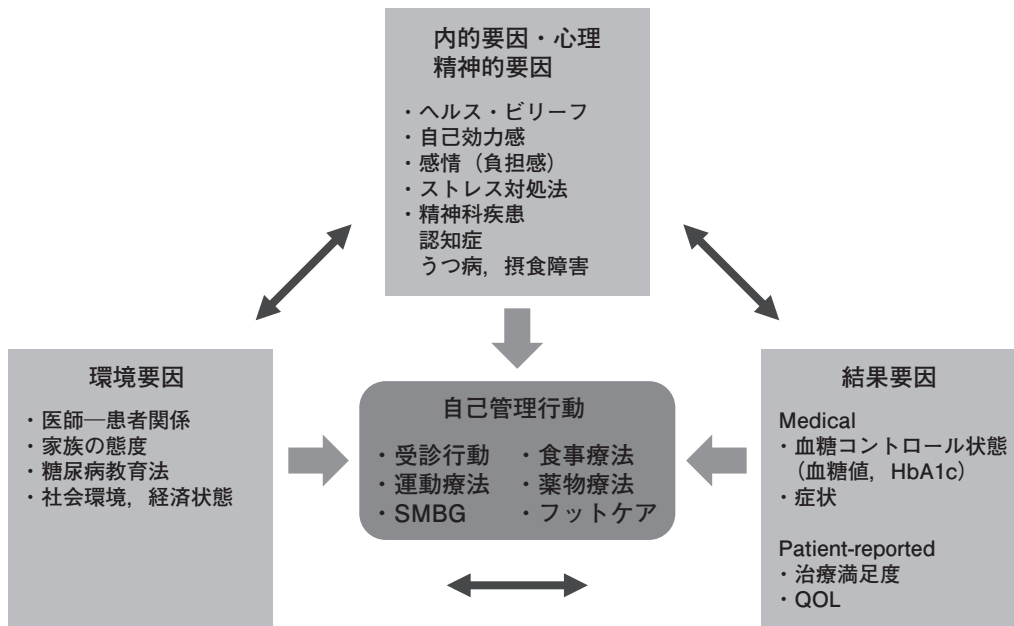 内的要因・心理
精神的要因
・ヘルス・ビリーフ
・自己効力感
・感情（負担感）
・ストレス対処法
・精神科疾患
認知症
うつ病，摂食障害
環境要因
・医師―患者関係
・家族の態度
・糖尿病教育法
・社会環境，経済状態
自己管理行動
・受診行動 ・食事療法
・運動療法 ・薬物療法
・SMBG ・フットケア
結果要因
Medical
・血糖コントロール状態
（血糖値，HbA1c）
・症状
Patient-reported
・治療満足度
・QOL